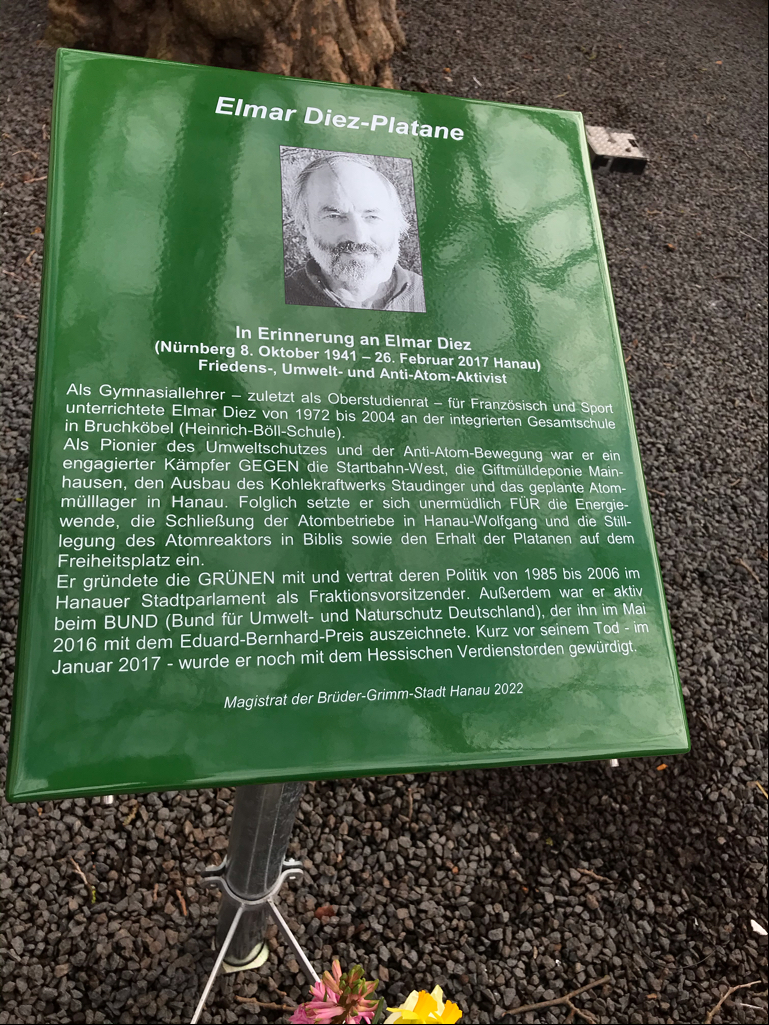 Elmar Diez-Platane
In Erinnerung an Elmar Diez
(Nürnberg 8. Oktober 1941 – 26. Februar 2017 Hanau)
Friedens-, Umwelt- und Anti-Atom-Aktivist
Als Gymnasiallehrer – zuletzt als Oberstudienrat – für Französisch und Sport
unterrichtete Elmar Diez von 1972 bis 2004 an der integrierten Gesamtschule
in Bruchköbel (Heinrich-Böll-Schule).
Als Pionier des Umweltschutzes und der Anti-Atom-Bewegung war er ein
engagierter Kämpfer GEGEN die Startbahn-West, die Giftmülldeponie Main-
hausen, den Ausbau des Kohlekraftwerks Staudinger und das geplante Atom-
mülllager in Hanau. Folglich setzte er sich unermüdlich FÜR die Energie-
wende, die Schließung der Atombetriebe in Hanau-Wolfgang und die Still-
legung des Atomreaktors in Biblis sowie den Erhalt der Platanen auf dem
Freiheitsplatz ein.
Er gründete die GRÜNEN mit und vertrat deren Politik von 1985 bis 2006 im
Hanauer Stadtparlament als Fraktionsvorsitzender. Außerdem war er aktiv
beim BUND (Bund für Umwelt- und Naturschutz Deutschland), der ihn im Mai
2016 mit dem Eduard-Bernhard-Preis auszeichnete. Kurz vor seinem Tod - im
Januar 2017 - wurde er noch mit dem Hessischen Verdienstorden gewürdigt.
Magistrat der Brüder-Grimm-Stadt Hanau 2022